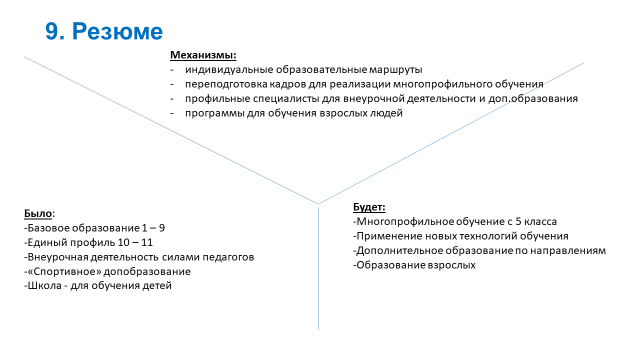 9. Резюме
Механизмы:
- индивидуальные образовательные маршруты
- переподготовка кадров для реализации многопрофильного обучения
- профильные специалисты для внеурочной деятельности и доп.образования
- программы для обучения взрослых людей
Было:
-Базовое образование 1 – 9
-Единый профиль 10 – 11
-Внеурочная деятельность силами педагогов
-«Спортивное» допобразование
-Школа - для обучения детей
Будет:
-Многопрофильное обучение с 5 класса
-Применение новых технологий обучения
-Дополнительное образование по направлениям
-Образование взрослых